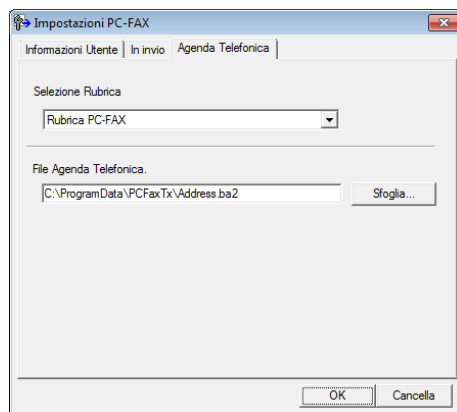 Impostazioni PC-FAX
Informazioni Utente In invio Agenda Telefonica
Selezione Rubrica
Rubrica PC-FAX
File Agenda Telefonica.
C:\ProgramData\PCFaxTx\Address.ba2 Sfoglia...
OK Cancella